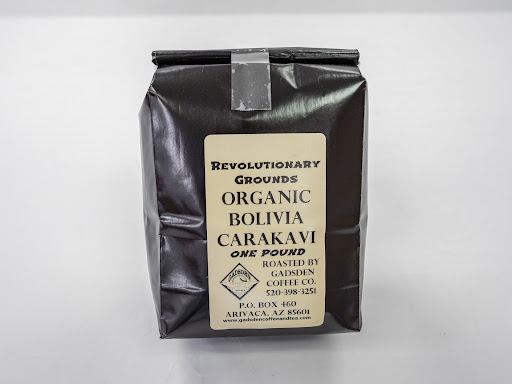 REVOLUTIONARY
GROUNDS
ORGANIC
BOLIVIA
CARAKAVI
ONE POUND
ROASTED BY
GADSDEN
COFFEE CO.
520-398-3251
P.O. BOX 460
ARIVACA, AZ 85601
www.gadsdencoffeeandtea.com